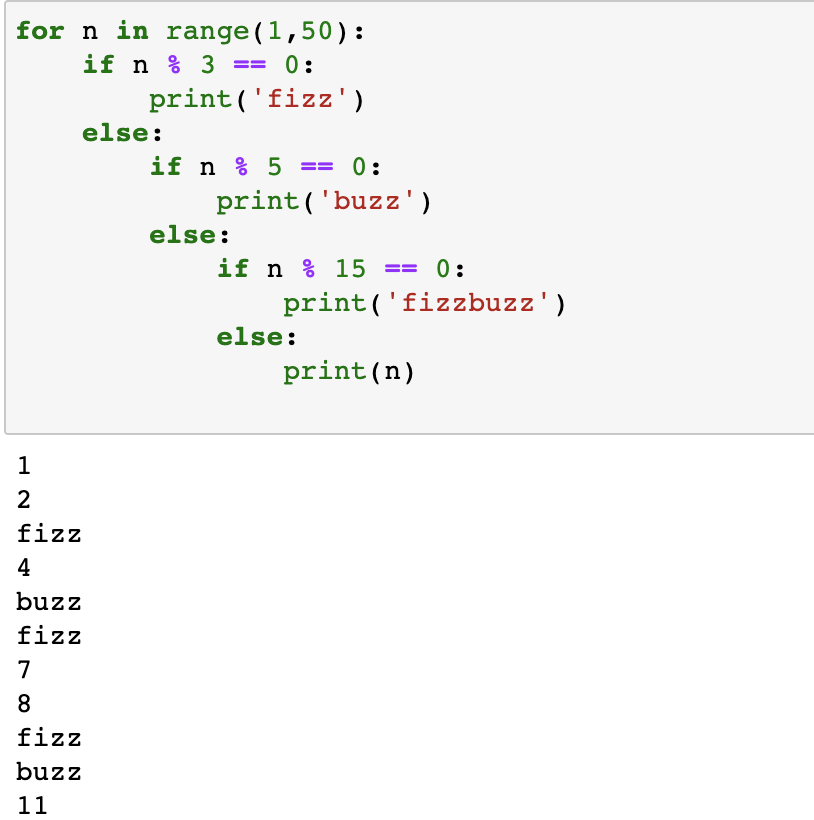 for n in range(1,50):
    if n % 3 == 0:
        print('fizz')
    else:
        if n % 5 == 0:
            print('buzz')
        else:
            if n % 15 == 0:
                print('fizzbuzz')
            else:
                print(n)
1
2
fizz
4
buzz
fizz
7
8
fizz
buzz
11